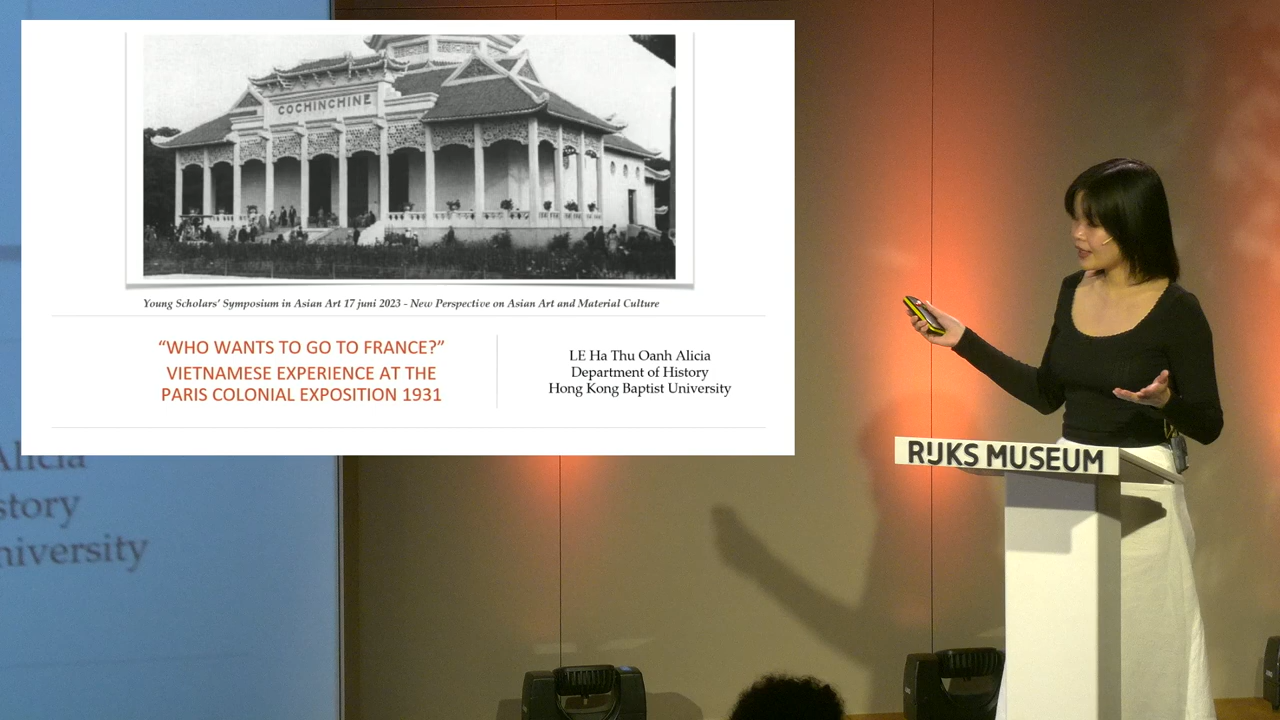 COCHINCHINE
Young Scholars' Symposium in Asian Art 17 juni 2023 - New Perspective on Asian Art and Material Culture
“WHO WANTS TO GO TO FRANCE?”
VIETNAMESE EXPERIENCE AT THE
PARIS COLONIAL EXPOSITION 1931
LE Ha Thu Oanh Alicia
Department of History
Hong Kong Baptist University
Alicia
story
niversity
RIJKS MUSEUM